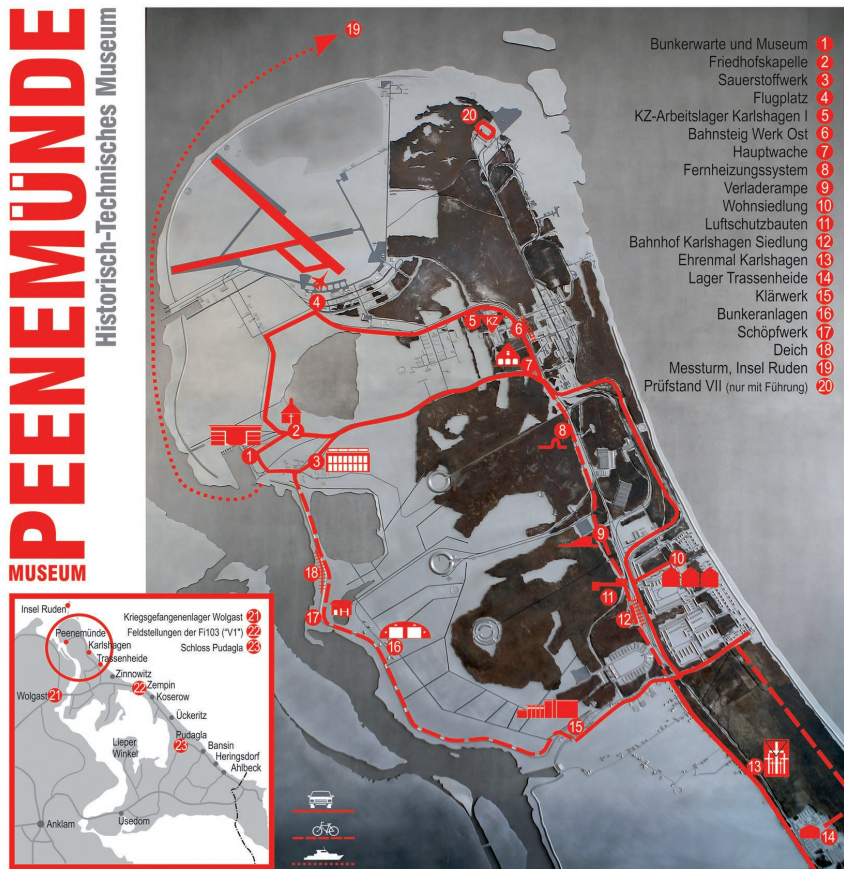 PEENEMÜNDE
Historisch-Technisches Museum
MUSEUM
Bunkerwarte und Museum 1
Friedhofskapelle 2
Sauerstoffwerk 3
Flugplatz 4
KZ-Arbeitslager Karlshagen I 5
Bahnsteig Werk Ost 6
Hauptwache 7
Fernheizungssystem 8
Verladerampe 9
Wohnsiedlung 10
Luftschutzbauten 11
Bahnhof Karlshagen Siedlung 12
Ehrenmal Karlshagen 13
Lager Trassenheide 14
Klärwerk 15
Bunkeranlagen 16
Schöpfwerk 17
Deich 18
Messturm, Insel Ruden 19
Prüfstand VII (nur mit Führung) 20
19
20
4
5
KZ
6
7
2
1
3
8
9
10
11
12
18
17
16
15
13
14
Kriegsgefangenenlager Wolgast 21
Feldstellungen der Fi103 ("V1") 22
Schloss Pudagla 23
Insel Ruden
Peenemünde
Karlshagen
Trassenheide
Zinnowitz
Wolgast 21
22 Zempin
Koserow
Ückeritz
Pudagla
23
Lieper
Winkel
Bansin
Heringsdorf
Ahlbeck
Anklam
Usedom